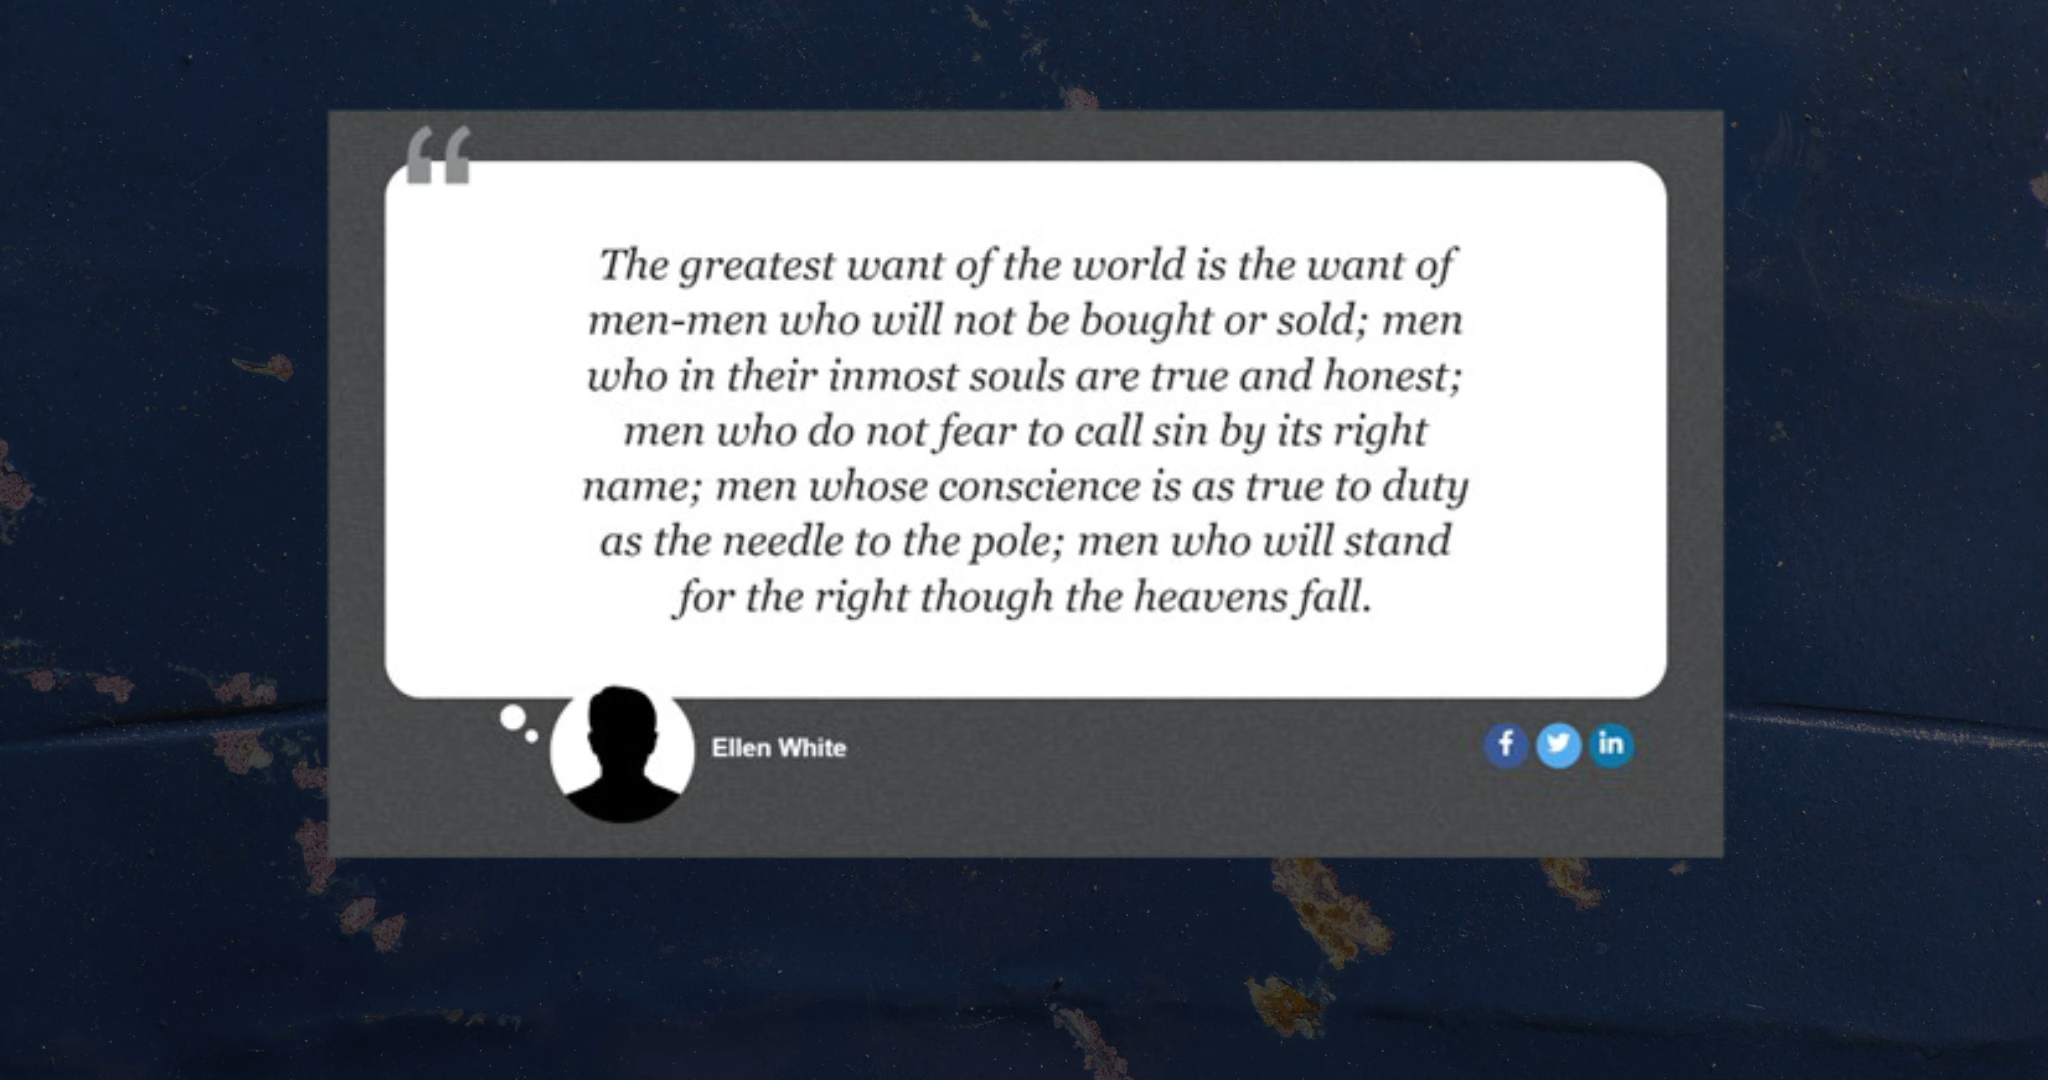 The greatest want of the world is the want of
men-men who will not be bought or sold; men
who in their inmost souls are true and honest;
men who do not fear to call sin by its right
name; men whose conscience is as true to duty
as the needle to the pole; men who will stand
for the right though the heavens fall.
Ellen White